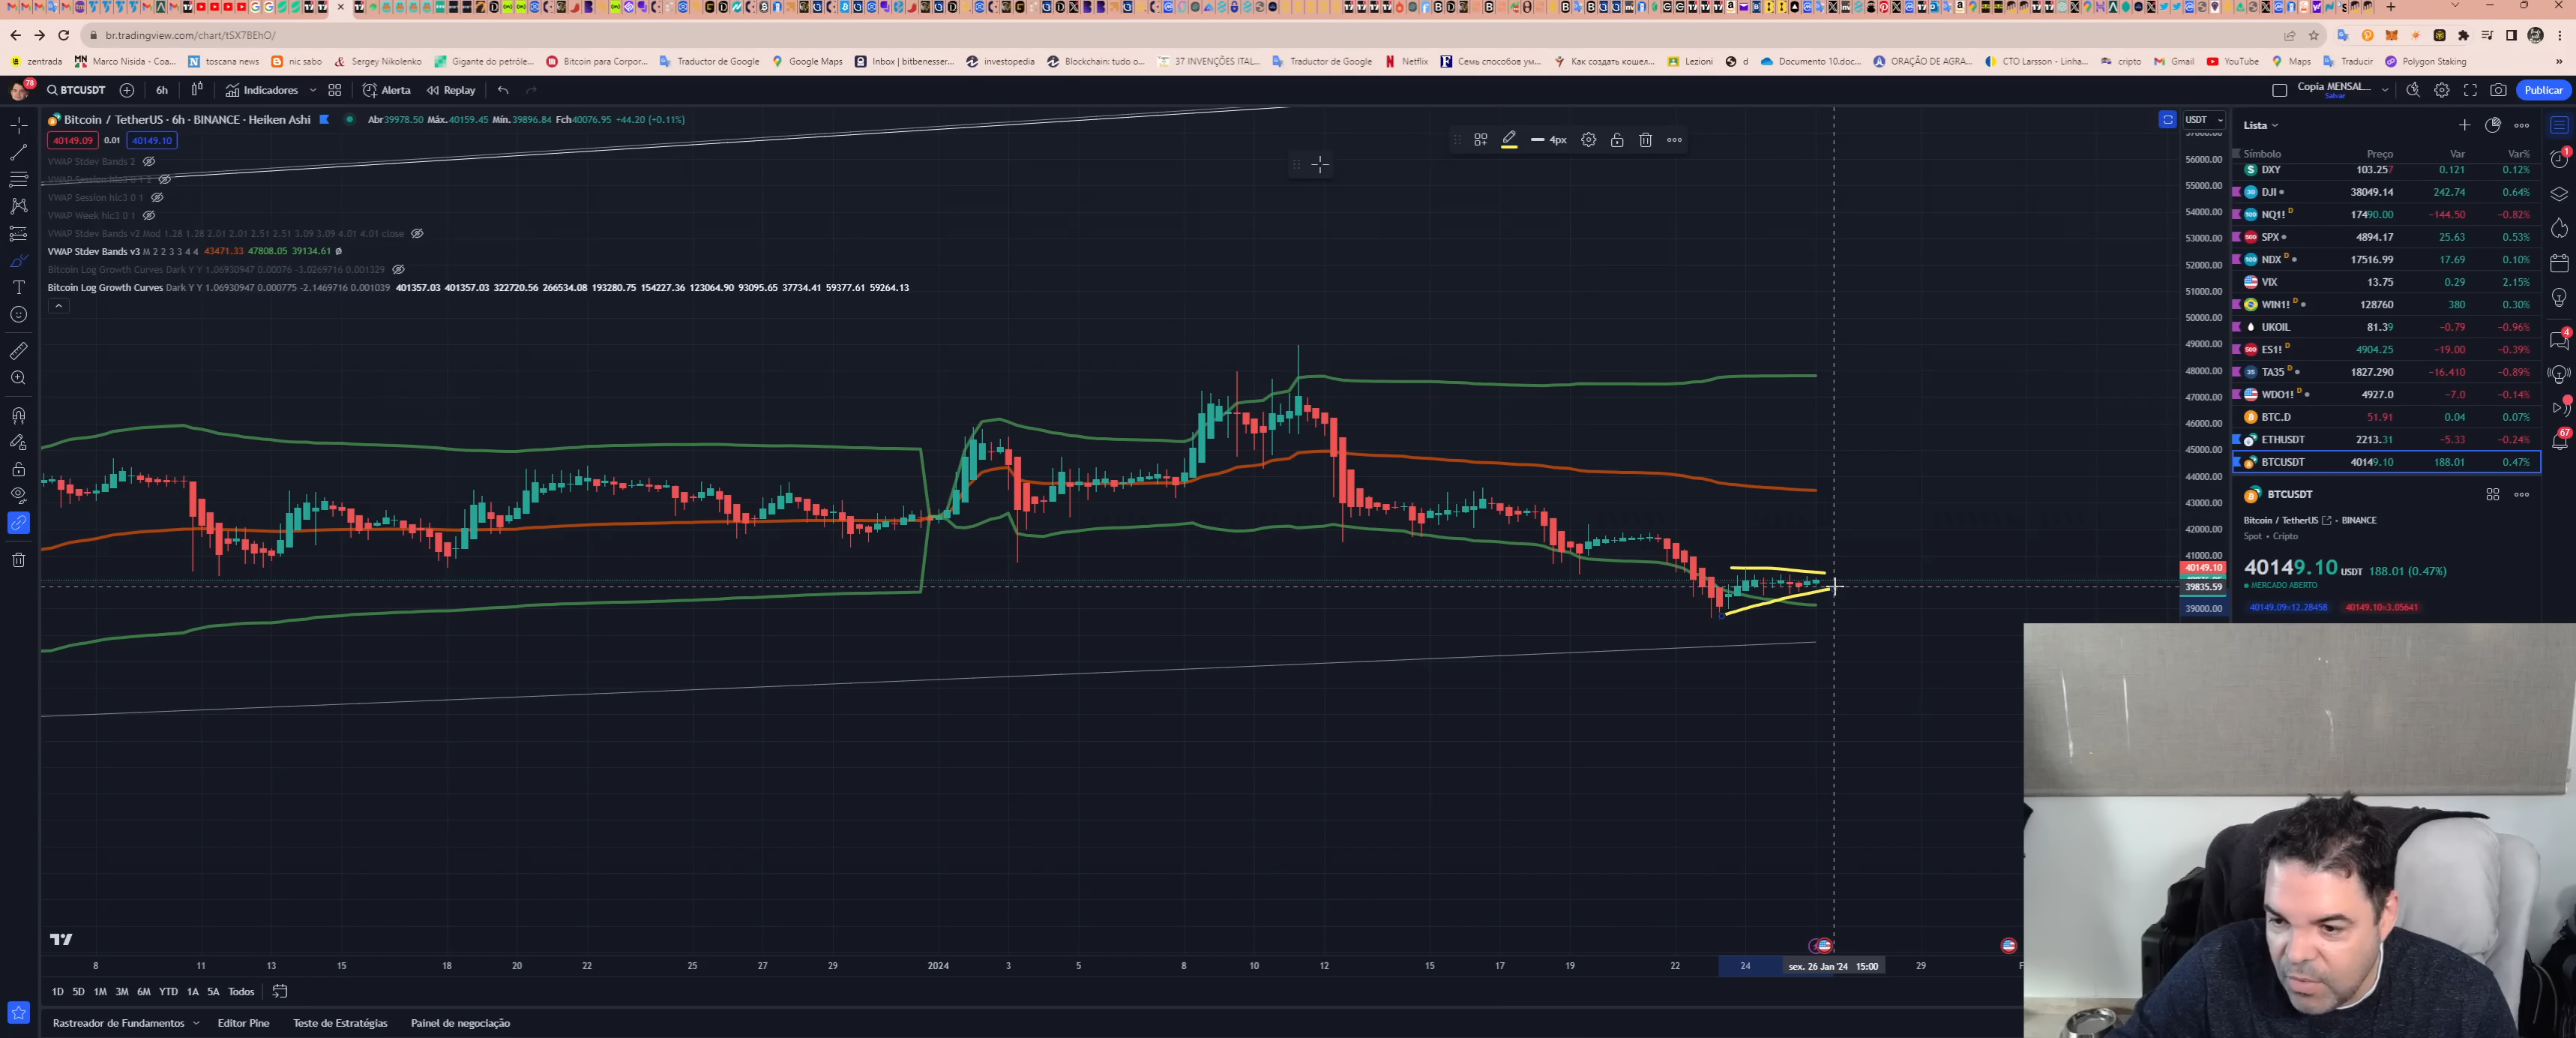 br.tradingview.com/chart/tSX7BEhO/
zentrada
Marco Nisida - Coa...
toscana news
nic sabo
Sergey Nikolenko
Gigante do petróle...
Bitcoin para Corpor...
Traductor de Google
Google Maps
Inbox | bitbenesser...
investopedia
Blockchain: tudo o...
37 INVENÇÕES ITAL...
Traductor de Google
Netflix
Семь способов ум...
Как создать кошел...
Lezioni
d
Documento 10.doc...
ORAÇÃO DE AGRA...
CTO Larsson - Linha...
cripto
Gmail
YouTube
Maps
Traducir
Polygon Staking
78
BTCUSDT
6h
Indicadores
Alerta
Replay
Copia MENSAL...
Salvar
Publicar
Bitcoin / TetherUS · 6h · BINANCE · Heiken Ashi
Abr39978.50 Máx.40159.45 Mín.39896.84 Fch40076.95 +44.20 (+0.11%)
40149.09 0.01 40149.10
VWAP Stdev Bands 2
VWAP Session hlc3 0 1 2
VWAP Session hlc3 0 1
VWAP Week hlc3 0 1
VWAP Stdev Bands v2 Mod 1.28 1.28 2.01 2.01 2.51 2.51 3.09 3.09 4.01 4.01 close
VWAP Stdev Bands v3 M 2 2 3 3 4 4 43471.33 47808.05 39134.61 Ø
Bitcoin Log Growth Curves Dark Y Y 1.06930947 0.00076 -3.0269716 0.001329
Bitcoin Log Growth Curves Dark Y Y 1.06930947 0.000775 -2.1469716 0.001039 401357.03 401357.03 322720.56 266534.08 193280.75 154227.36 123064.90 93095.65 37734.41 59377.61 59264.13
4px
USDT
57000.00
56000.00
55000.00
54000.00
53000.00
52000.00
51000.00
50000.00
49000.00
48000.00
47000.00
46000.00
45000.00
44000.00
43000.00
42000.00
41000.00
40149.10
39835.59
39000.00
Lista
1
Símbolo Preço Var Var%
DXY 103.257 0.121 0.12%
DJI 38049.14 242.74 0.64%
NQ1! D 17490.00 −144.50 −0.82%
SPX 4894.17 25.63 0.53%
NDX D 17516.99 17.69 0.10%
VIX 13.75 0.29 2.15%
WIN1! D 128760 380 0.30%
UKOIL 81.39 −0.79 −0.96%
ES1! D 4904.25 −19.00 −0.39%
TA35 D 1827.290 −16.410 −0.89%
WDO1! D 4927.0 −7.0 −0.14%
BTC.D 51.91 0.04 0.07%
ETHUSDT 2213.31 −5.33 −0.24%
BTCUSDT 40149.10 188.01 0.47%
4
67
BTCUSDT
Bitcoin / TetherUS · BINANCE
Spot • Cripto
40149.10 USDT 188.01 (0.47%)
MERCADO ABERTO
40149.09×12.28458 40149.10×3.05641
8 11 13 15 18 20 22 25 27 29 2024 3 5 8 10 12 15 17 19 22 24 sex. 26 Jan '24 15:00 29 F
1D 5D 1M 3M 6M YTD 1A 5A Todos
Rastreador de Fundamentos
Editor Pine
Teste de Estratégias
Painel de negociação